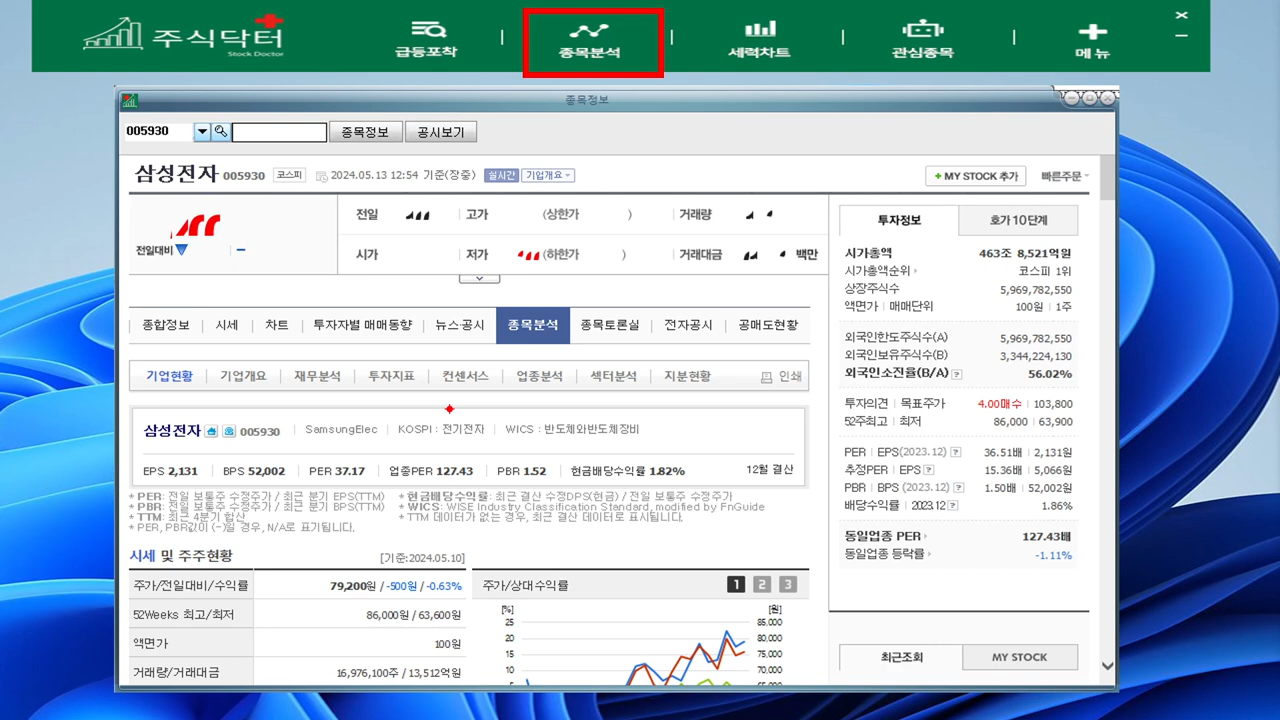 주식닥터
Stock Doctor
급등포착 | 종목분석 | 세력차트 | 관심종목 | 메뉴
종목정보
005930 종목정보 공시보기
삼성전자 005930 코스피 2024.05.13 12:54 기준(장중) 실시간 기업개요
+ MY STOCK 추가 빠른주문
전일 고가 (상한가 ) 거래량
전일대비
시가 저가 (하한가 ) 거래대금 백만
투자정보 호가10단계
시가총액 463조 8,521억원
시가총액순위 코스피 1위
상장주식수 5,969,782,550
액면가 | 매매단위 100원 | 1주
외국인한도주식수(A) 5,969,782,550
외국인보유주식수(B) 3,344,224,130
외국인소진율(B/A) ? 56.02%
투자의견 | 목표주가 4.00매수 | 103,800
52주최고 | 최저 86,000 | 63,900
PER | EPS(2023.12) ? 36.51배 | 2,131원
추정PER | EPS ? 15.36배 | 5,066원
PBR | BPS (2023.12) ? 1.50배 | 52,002원
배당수익률 | 2023.12 ? 1.86%
동일업종 PER 127.43배
동일업종 등락률 -1.11%
최근조회 MY STOCK
종합정보 | 시세 | 차트 | 투자자별 매매동향 | 뉴스·공시 | 종목분석 | 종목토론실 | 전자공시 | 공매도현황
기업현황 | 기업개요 | 재무분석 | 투자지표 | 컨센서스 | 업종분석 | 섹터분석 | 지분현황 인쇄
삼성전자 005930 | SamsungElec | KOSPI : 전기전자 | WICS : 반도체와반도체장비
EPS 2,131 | BPS 52,002 | PER 37.17 | 업종PER 127.43 | PBR 1.52 | 현금배당수익률 1.82% 12월 결산
* PER: 전일 보통주 수정주가 / 최근 분기 EPS(TTM) * 현금배당수익률: 최근 결산 수정DPS(현금) / 전일 보통주 수정주가
* PBR: 전일 보통주 수정주가 / 최근 분기 BPS(TTM) * WICS: WISE Industry Classification Standard, modified by FnGuide
* TTM: 최근 4분기 합산 * TTM 데이터가 없는 경우, 최근 결산 데이터로 표시됩니다.
* PER, PBR값이 (-)일 경우, N/A로 표기됩니다.
시세 및 주주현황 [기준:2024.05.10]
주가/전일대비/수익률 79,200원 / -500원 / -0.63%
52Weeks 최고/최저 86,000원 / 63,600원
액면가 100원
거래량/거래대금 16,976,100주 / 13,512억원
주가/상대수익률 1 2 3
[%] [원]
25 85,000
20 80,000
15 75,000
10 70,000